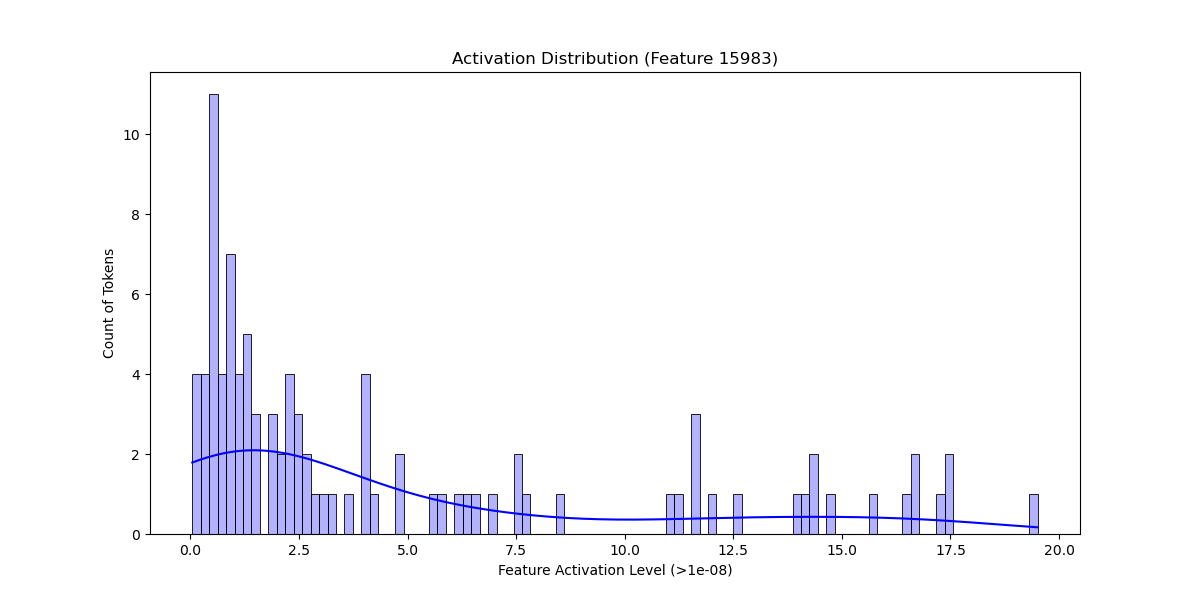 Activation Distribution (Feature 15983)
Count of Tokens
10
8
6
4
2
0
0.0 2.5 5.0 7.5 10.0 12.5 15.0 17.5 20.0
Feature Activation Level (>1e-08)